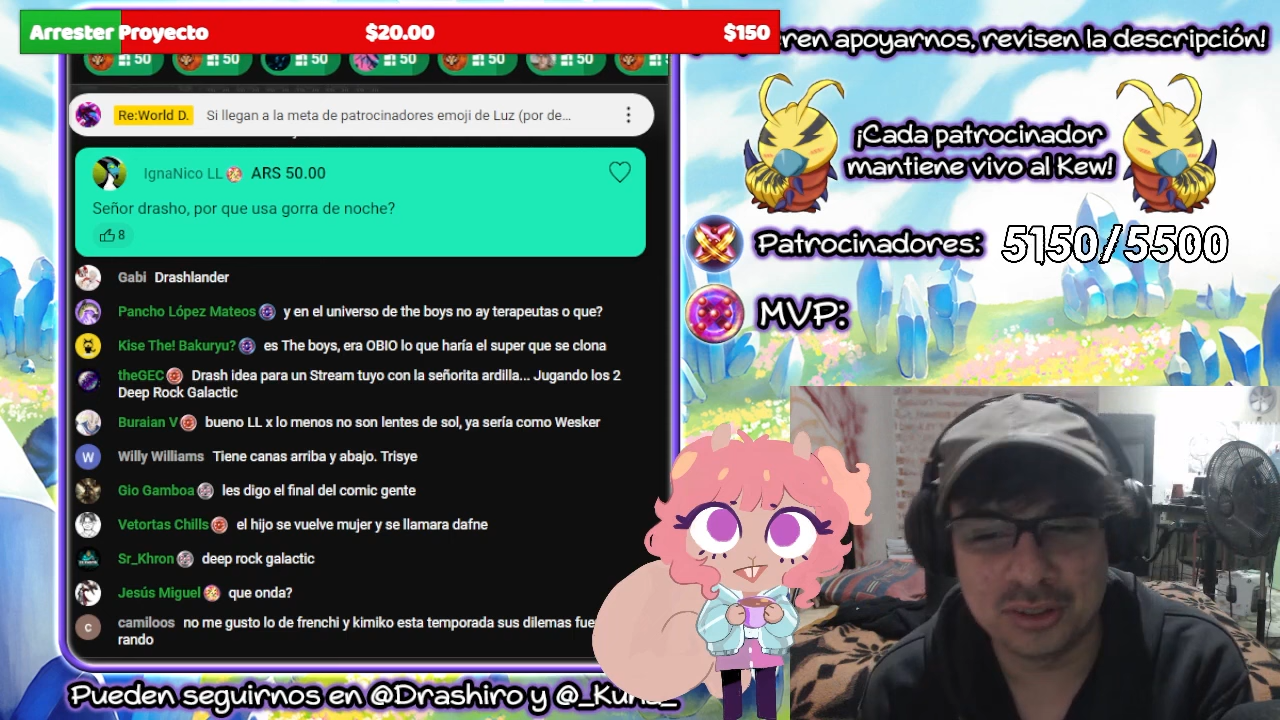 Arrester Proyecto $20.00 $150
eren apoyarnos, revisen la descripción!
50 50 50 50 50 50
Re:World D. Si llegan a la meta de patrocinadores emoji de Luz (por de...
¡Cada patrocinador
mantiene vivo al Kew!
IgnaNico LL ARS 50.00
Señor drasho, por que usa gorra de noche?
8
Patrocinadores: 5150/5500
MVP:
Gabi Drashlander
Pancho López Mateos y en el universo de the boys no ay terapeutas o que?
Kise The! Bakuryu? es The boys, era OBIO lo que haría el super que se clona
theGEC Drash idea para un Stream tuyo con la señorita ardilla... Jugando los 2
Deep Rock Galactic
Buraian V bueno LL x lo menos no son lentes de sol, ya sería como Wesker
W Willy Williams Tiene canas arriba y abajo. Trisye
Gio Gamboa les digo el final del comic gente
Vetortas Chills el hijo se vuelve mujer y se llamara dafne
Sr_Khron deep rock galactic
Jesús Miguel que onda?
c camiloos no me gusto lo de frenchi y kimiko esta temporada sus dilemas fue
rando
Pueden seguirnos en @Drashiro y